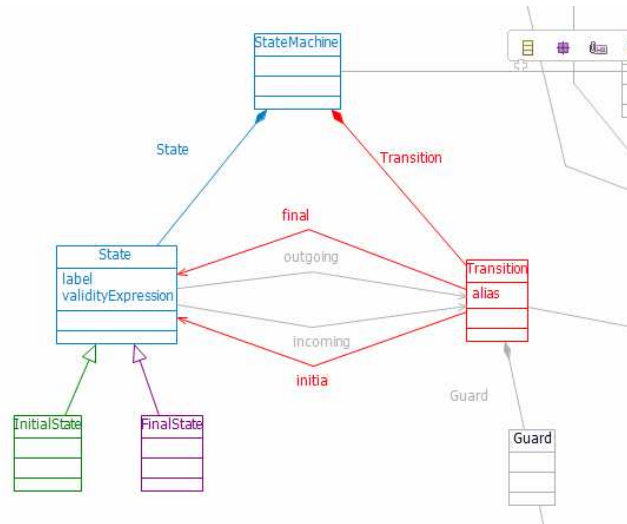 StateMachine
State
Transition
final
State
outgoing
Transition
label
validityExpression
alias
incoming
initia
Guard
InitialState
FinalState
Guard